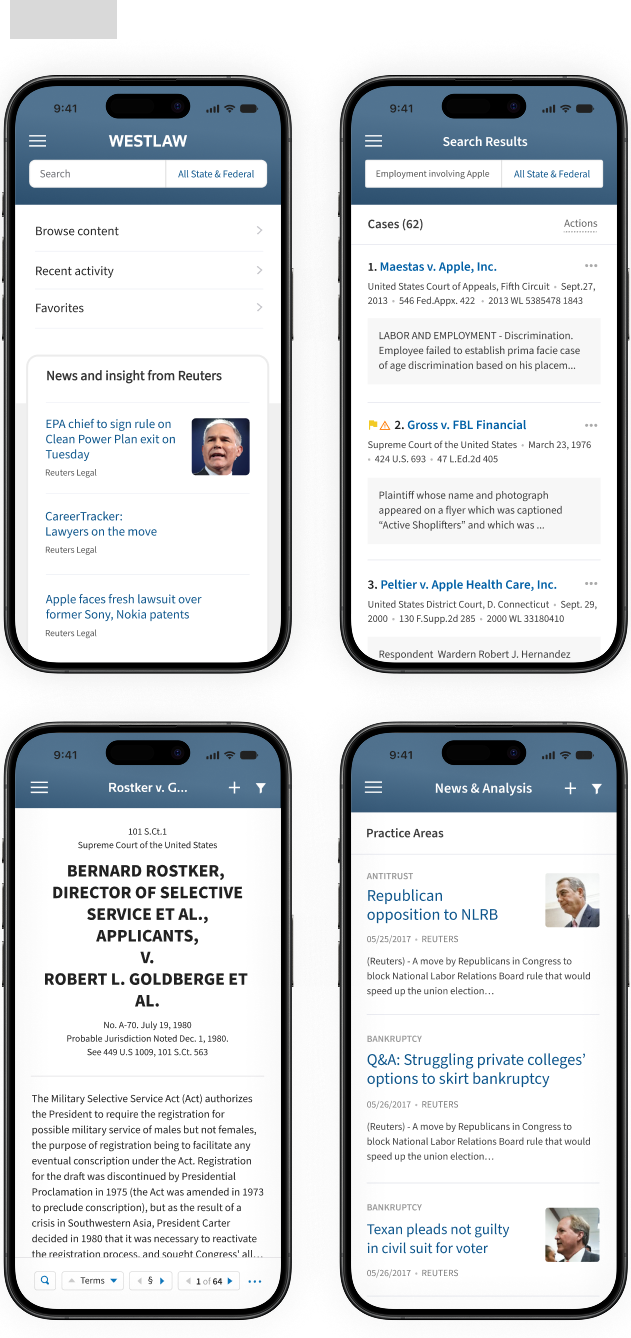 9:41
WESTLAW
Search
All State & Federal
Browse content
Recent activity
Favorites
News and insight from Reuters
EPA chief to sign rule on
Clean Power Plan exit on
Tuesday
Reuters Legal
CareerTracker:
Lawyers on the move
Reuters Legal
Apple faces fresh lawsuit over
former Sony, Nokia patents
Reuters Legal
9:41
Search Results
Employment involving Apple
All State & Federal
Cases (62)
Actions
1. Maestas v. Apple, Inc.
United States Court of Appeals, Fifth Circuit • Sept.27,
2013 • 546 Fed.Appx. 422 • 2013 WL 5385478 1843
LABOR AND EMPLOYMENT - Discrimination.
Employee failed to establish prima facie case
of age discrimination based on his placem...
2. Gross v. FBL Financial
Supreme Court of the United States • March 23, 1976
• 424 U.S. 693 • 47 L.Ed.2d 405
Plaintiff whose name and photograph
appeared on a flyer which was captioned
“Active Shoplifters” and which was ...
3. Peltier v. Apple Health Care, Inc.
United States District Court, D. Connecticut • Sept. 29,
2000 • 130 F.Supp.2d 285 • 2000 WL 33180410
Respondent Wardern Robert J. Hernandez
9:41
Rostker v. G...
101 S.Ct.1
Supreme Court of the United States
BERNARD ROSTKER,
DIRECTOR OF SELECTIVE
SERVICE ET AL.,
APPLICANTS,
V.
ROBERT L. GOLDBERGE ET
AL.
No. A-70. July 19, 1980
Probable Jurisdiction Noted Dec. 1, 1980.
See 449 U.S 1009, 101 S.Ct. 563
The Military Selective Service Act (Act) authorizes
the President to require the registration for
possible military service of males but not females,
the purpose of registration being to facilitate any
eventual conscription under the Act. Registration
for the draft was discontinued by Presidential
Proclamation in 1975 (the Act was amended in 1973
to preclude conscription), but as the result of a
crisis in Southwestern Asia, President Carter
decided in 1980 that it was necessary to reactivate
the registration process, and sought Congress' all...
Terms
§
1 of 64
9:41
News & Analysis
Practice Areas
ANTITRUST
Republican
opposition to NLRB
05/25/2017 • REUTERS
(Reuters) - A move by Republicans in Congress to
block National Labor Relations Board rule that would
speed up the union election…
BANKRUPTCY
Q&A: Struggling private colleges’
options to skirt bankruptcy
05/26/2017 • REUTERS
(Reuters) - A move by Republicans in Congress to
block National Labor Relations Board rule that would
speed up the union election…
BANKRUPTCY
Texan pleads not guilty
in civil suit for voter
05/26/2017 • REUTERS